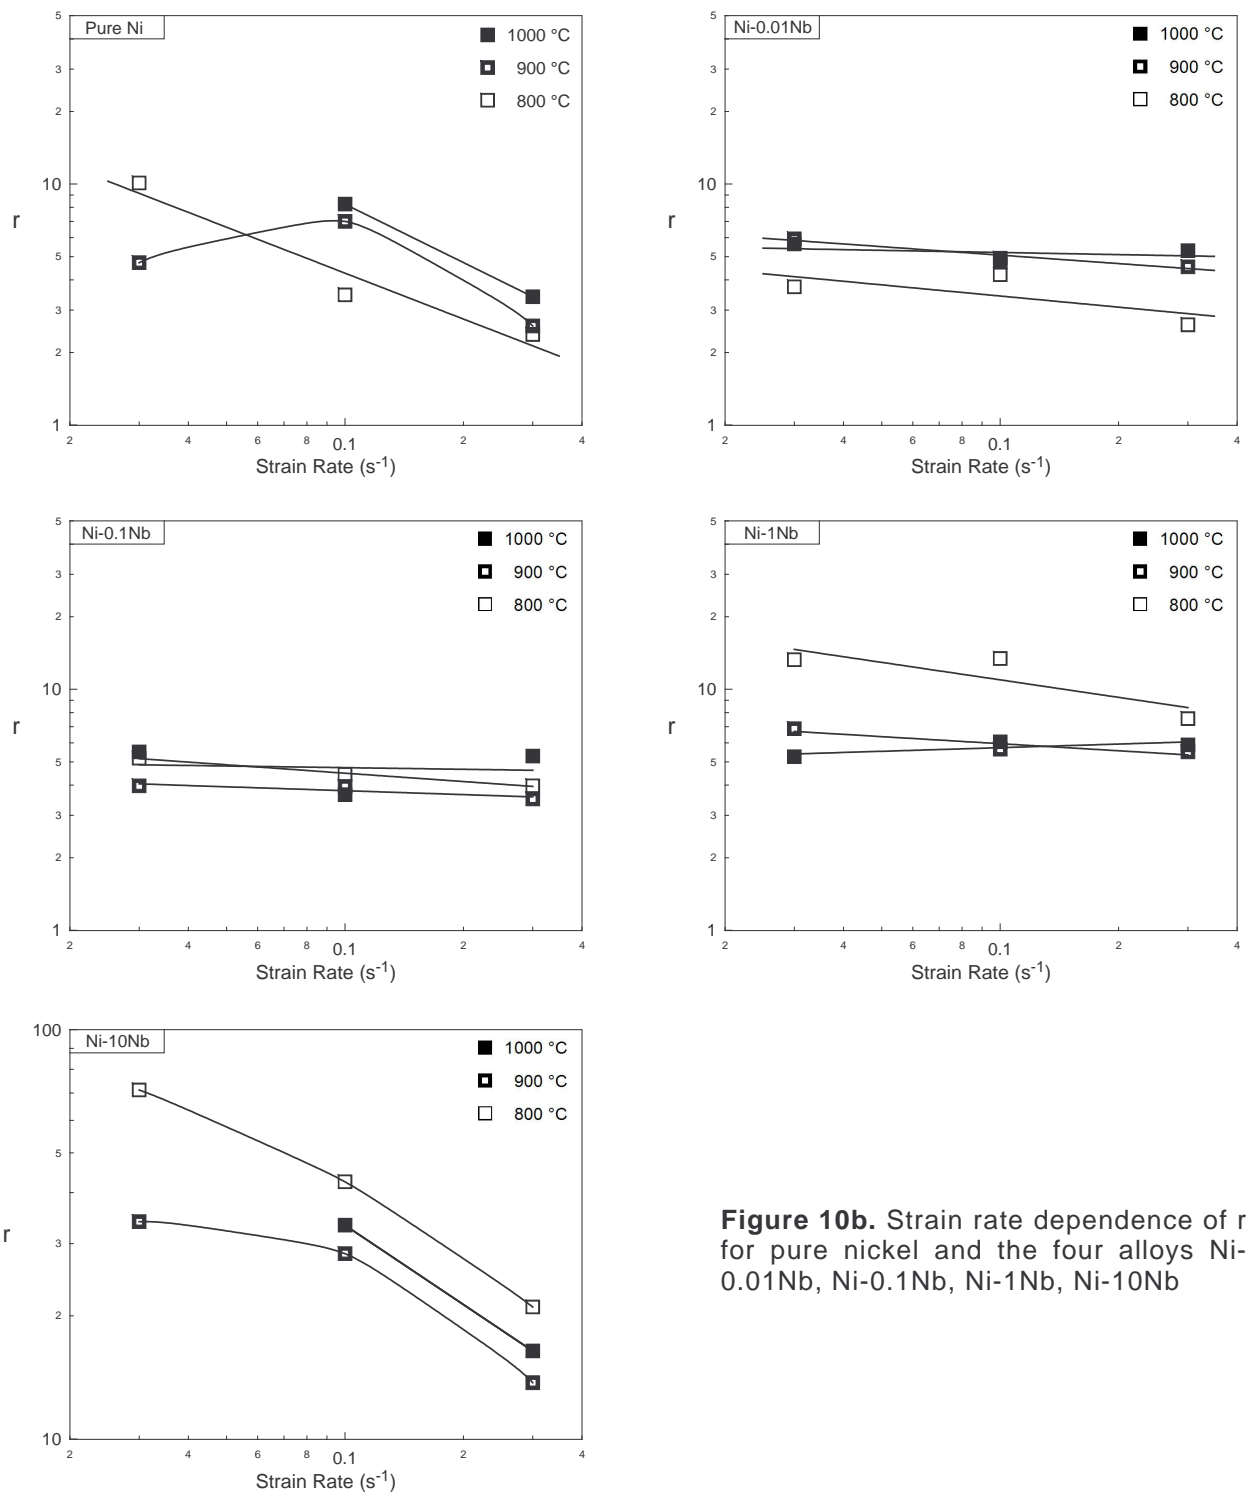 Pure Ni
1000 °C
900 °C
800 °C
5
3
2
10
5
3
2
1
r
2
4
6
8
0.1
2
4
Strain Rate (s-1)
Ni-0.01Nb
1000 °C
900 °C
800 °C
5
3
2
10
5
3
2
1
r
2
4
6
8
0.1
2
4
Strain Rate (s-1)
Ni-0.1Nb
1000 °C
900 °C
800 °C
5
3
2
10
5
3
2
1
r
2
4
6
8
0.1
2
4
Strain Rate (s-1)
Ni-1Nb
1000 °C
900 °C
800 °C
5
3
2
10
5
3
2
1
r
2
4
6
8
0.1
2
4
Strain Rate (s-1)
Ni-10Nb
1000 °C
900 °C
800 °C
100
5
3
2
10
r
2
4
6
8
0.1
2
4
Strain Rate (s-1)
Figure 10b. Strain rate dependence of r
for pure nickel and the four alloys Ni-
0.01Nb, Ni-0.1Nb, Ni-1Nb, Ni-10Nb